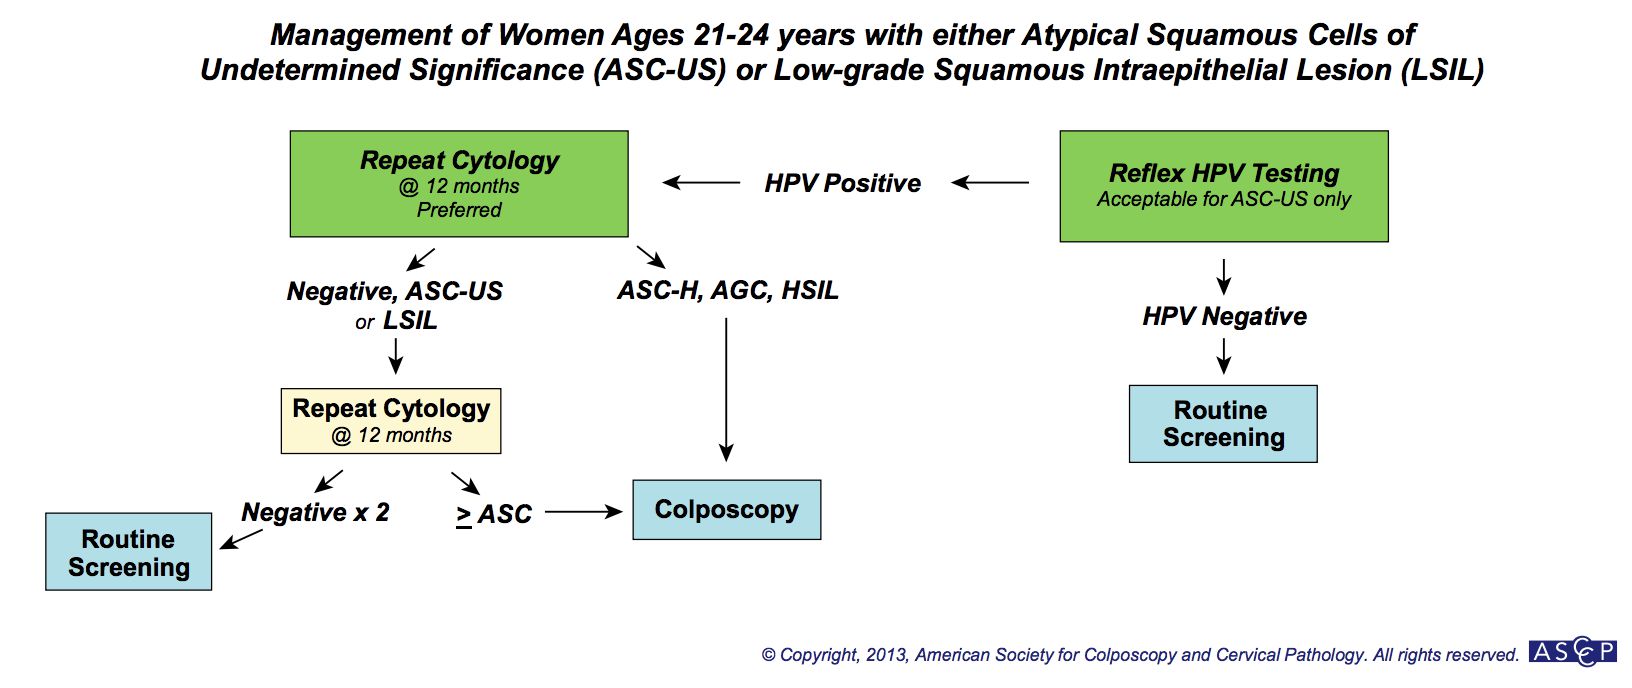 Management of Women Ages 21-24 years with either Atypical Squamous Cells of
Undetermined Significance (ASC-US) or Low-grade Squamous Intraepithelial Lesion (LSIL)
Repeat Cytology
@ 12 months
Preferred
HPV Positive
Reflex HPV Testing
Acceptable for ASC-US only
Negative, ASC-US
or LSIL
ASC-H, AGC, HSIL
HPV Negative
Repeat Cytology
@ 12 months
Routine
Screening
Negative x 2
≥ ASC
Colposcopy
Routine
Screening
© Copyright, 2013, American Society for Colposcopy and Cervical Pathology. All rights reserved.
ASCCP